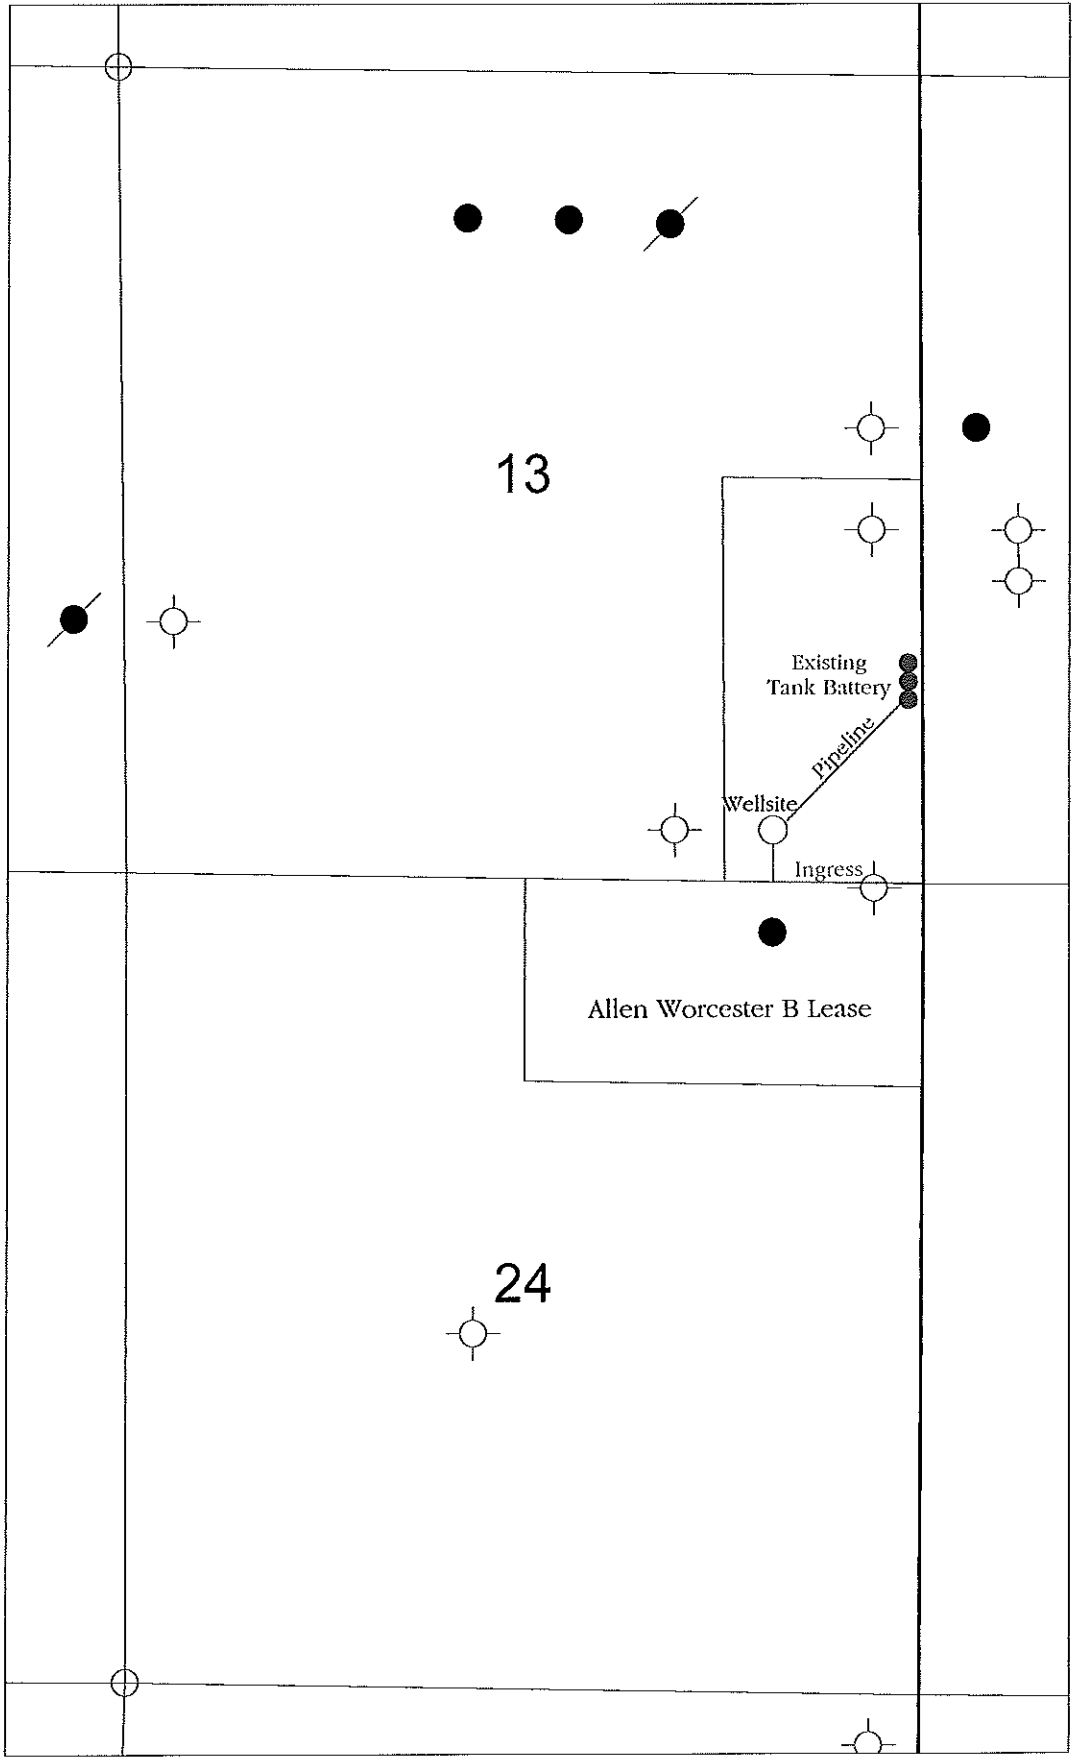 13
Existing
Tank Battery
Pipeline
Wellsite
Ingress
Allen Worcester B Lease
24